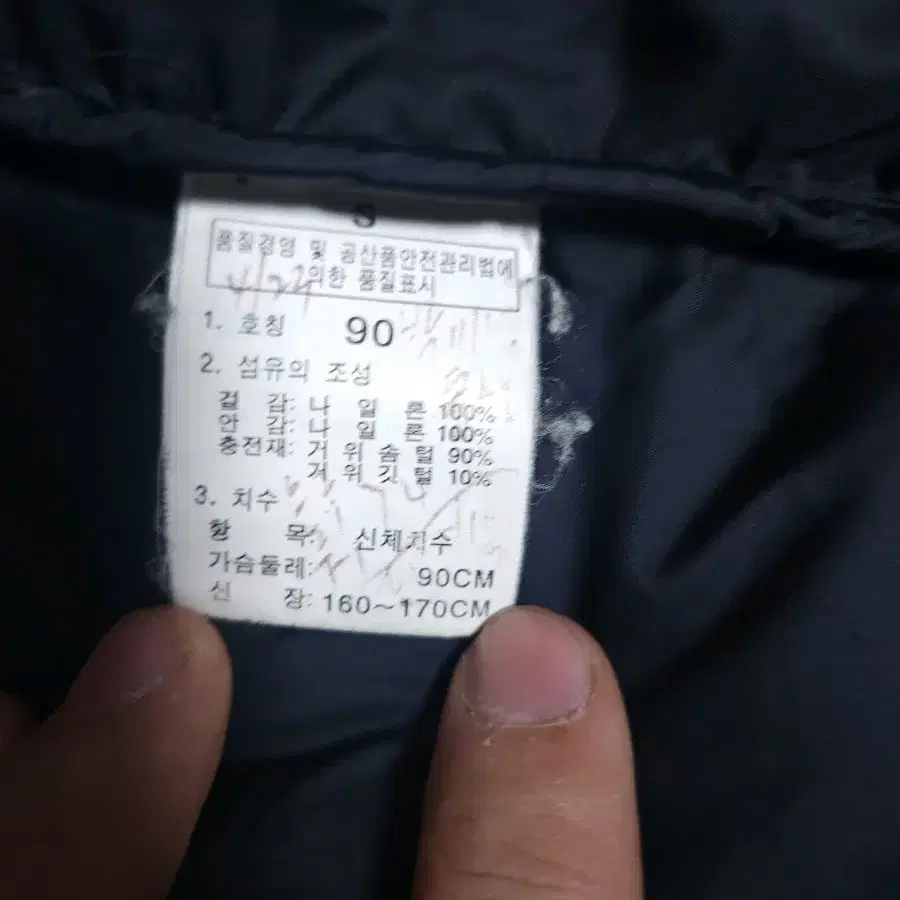 S
품질경영 및 공산품안전관리법에
의한 품질표시
1. 호칭 90
2. 섬유의 조성
겉 감: 나 일 론 100%
안 감: 나 일 론 100%
충전재: 거 위 솜 털 90%
거 위 깃 털 10%
3. 치수
항 목: 신체치수
가슴둘레: 90CM
신 장: 160~170CM